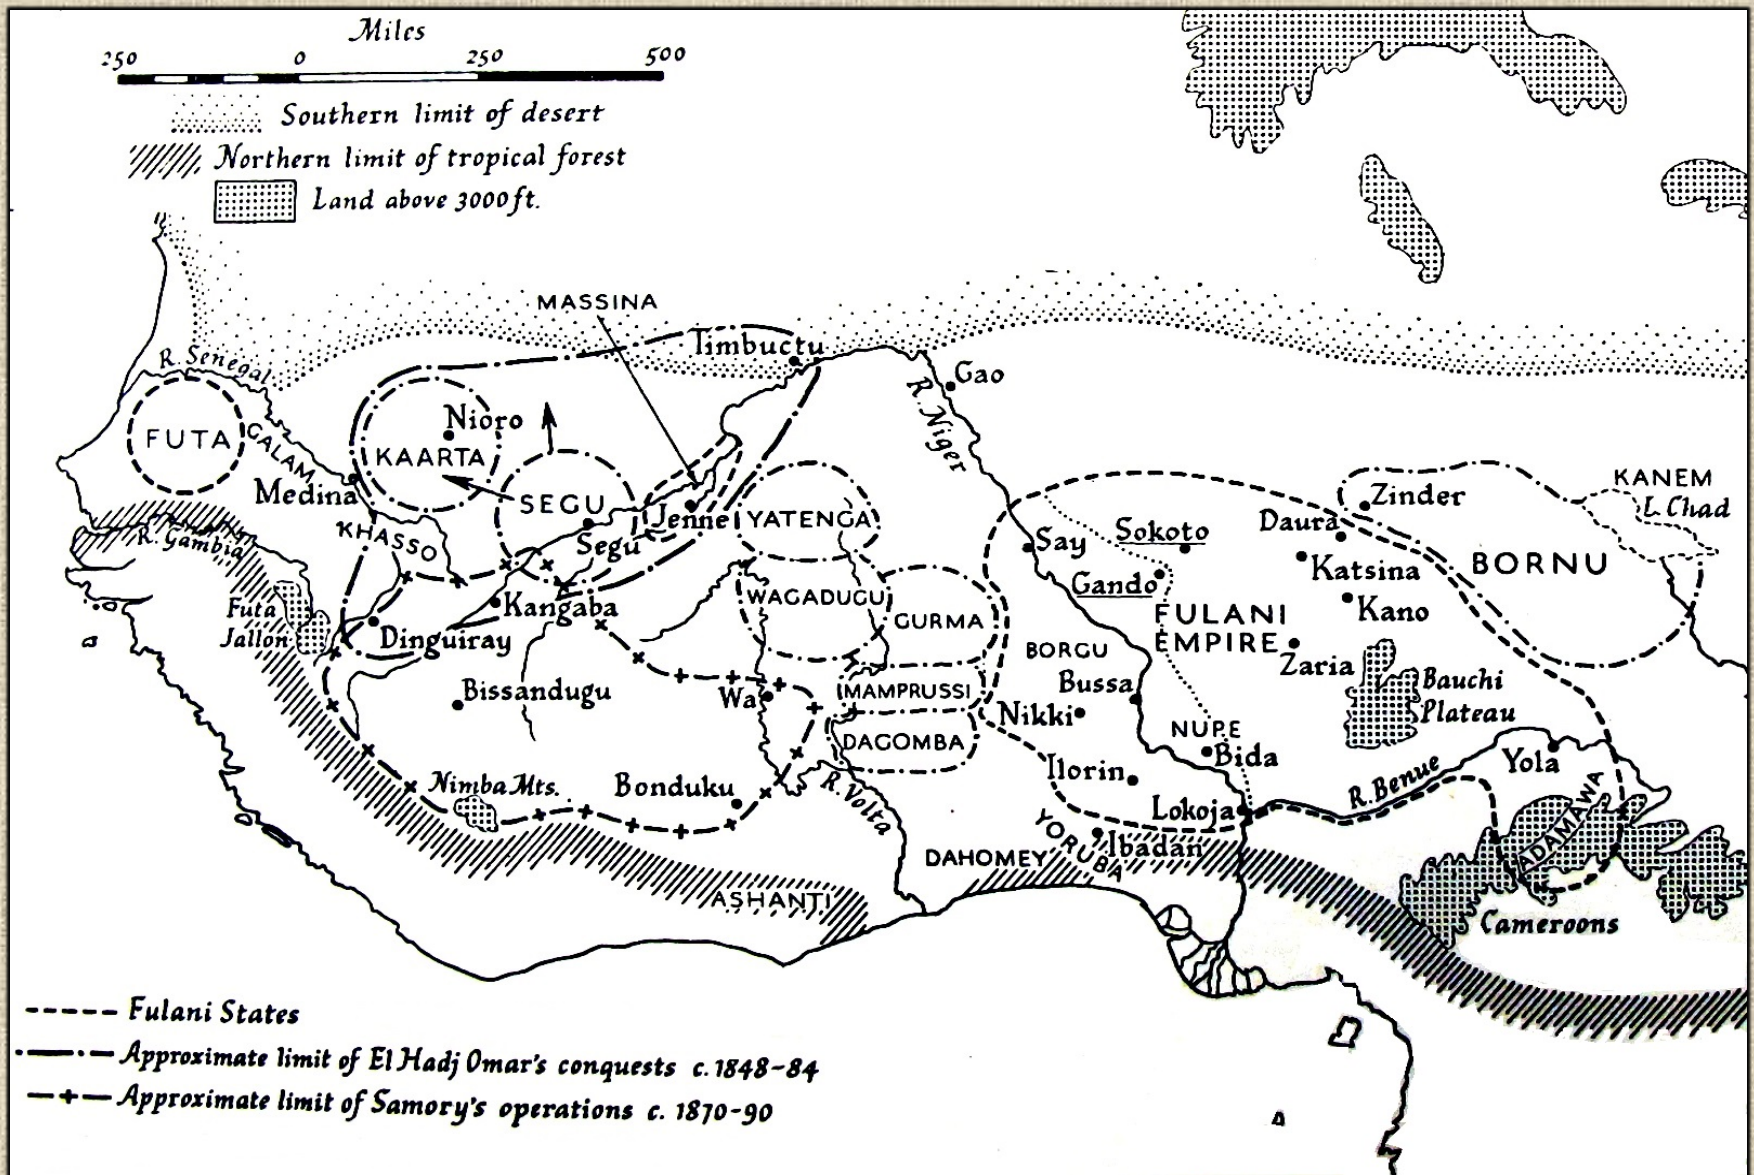 Miles
250 0 250 500
Southern limit of desert
Northern limit of tropical forest
Land above 3000 ft.
MASSINA
Timbuctu
R. Senegal
Gao
R. Niger
FUTA
GALAM
Nioro
KAARTA
Medina
SEGU
Segu
Jenne
YATENGA
KHASSO
R. Gambia
Say
Sokoto
Gando
Daura
Zinder
KANEM
L. Chad
Katsina
BORNU
Kano
FULANI
EMPIRE
Zaria
Futa
Jallon
Dinguiray
Kangaba
WAGADUGU
GURMA
BORGU
Bussa
Bauchi
Plateau
Bissandugu
Wa
MAMPRUSSI
Nikki
DAGOMBA
NUPE
Bida
Ilorin
Yola
R. Benue
Nimba Mts.
Bonduku
R. Volta
Lokoja
YORUBA
Ibadan
ADAMAWA
DAHOMEY
ASHANTI
Cameroons
Fulani States
Approximate limit of El Hadj Omar's conquests c. 1848-84
Approximate limit of Samory's operations c. 1870-90